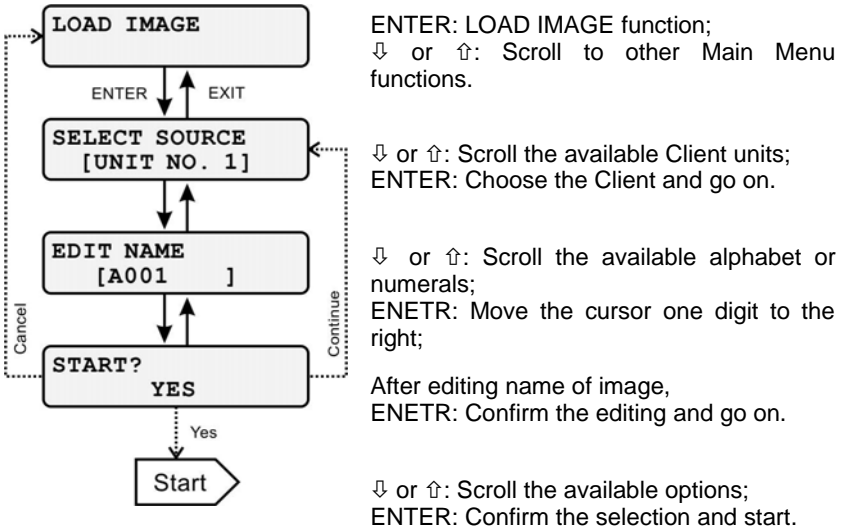 LOAD IMAGE
ENTER
EXIT
SELECT SOURCE
[UNIT NO. 1]
EDIT NAME
[A001      ]
Cancel
Continue
START?
YES
Yes
Start
ENTER: LOAD IMAGE function;
⇩ or ⇧: Scroll to other Main Menu
functions.
⇩ or ⇧: Scroll the available Client units;
ENTER: Choose the Client and go on.
⇩ or ⇧: Scroll the available alphabet or
numerals;
ENETR: Move the cursor one digit to the
right;
After editing name of image,
ENETR: Confirm the editing and go on.
⇩ or ⇧: Scroll the available options;
ENTER: Confirm the selection and start.